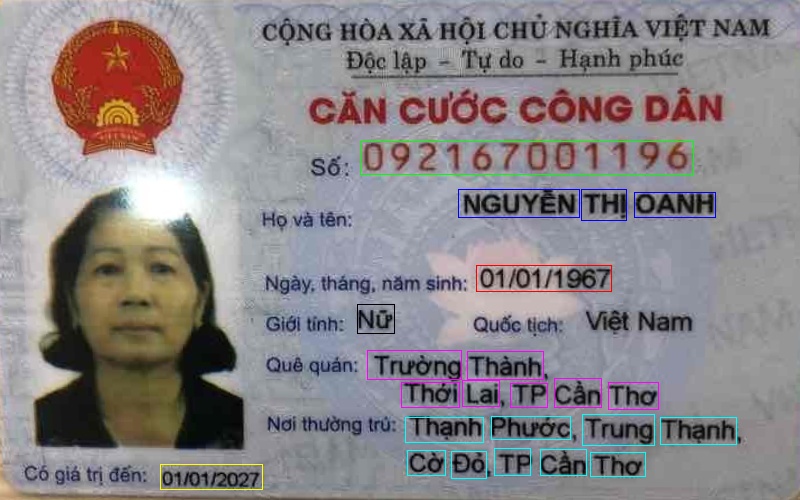 CỘNG HÒA XÃ HỘI CHỦ NGHĨA VIỆT NAM
Độc lập - Tự do - Hạnh phúc
CĂN CƯỚC CÔNG DÂN
Số: 092167001196
Họ và tên: NGUYỄN THỊ OANH
Ngày, tháng, năm sinh: 01/01/1967
Giới tính: Nữ Quốc tịch: Việt Nam
Quê quán: Trường Thành,
Thới Lai, TP Cần Thơ
Nơi thường trú: Thạnh Phước, Trung Thạnh,
Cờ Đỏ, TP Cần Thơ
Có giá trị đến: 01/01/2027